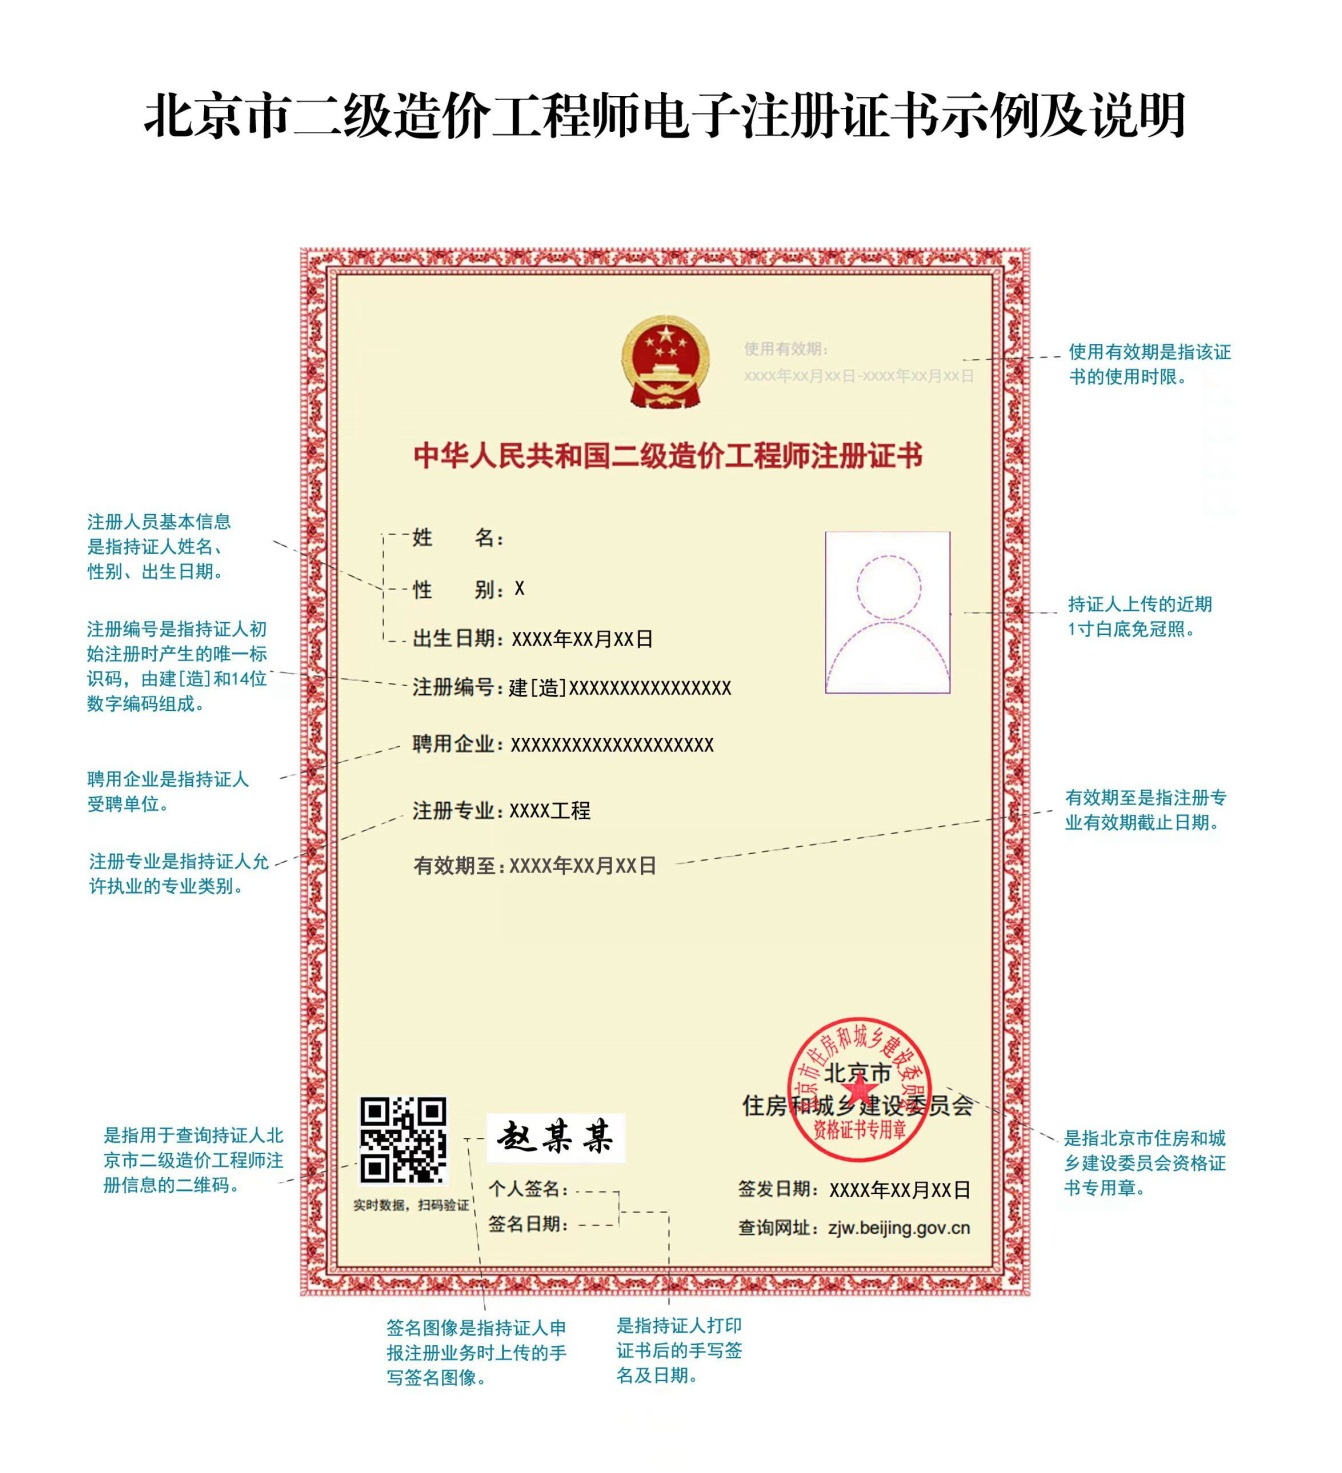 北京市二级造价工程师电子注册证书示例及说明
使用有效期：
XXXX年XX月XX日-XXXX年XX月XX日
使用有效期是指该证
书的使用时限。
中华人民共和国二级造价工程师注册证书
注册人员基本信息
是指持证人姓名、
性别、出生日期。
姓　　名：
性　　别：X
出生日期：XXXX年XX月XX日
持证人上传的近期
1寸白底免冠照。
注册编号是指持证人初
始注册时产生的唯一标
识码，由建[造]和14位
数字编码组成。
注册编号：建[造]XXXXXXXXXXXXXXXX
聘用企业：XXXXXXXXXXXXXXXXXXXX
聘用企业是指持证人
受聘单位。
注册专业：XXXX工程
有效期至是指注册专
业有效期截止日期。
注册专业是指持证人允
许执业的专业类别。
有效期至：XXXX年XX月XX日
北京市住房和城乡建设委员会
资格证书专用章
北京市
住房和城乡建设委员会
是指用于查询持证人北
京市二级造价工程师注
册信息的二维码。
赵某某
是指北京市住房和城
乡建设委员会资格证
书专用章。
实时数据，扫码验证
个人签名：
签名日期：
签发日期：XXXX年XX月XX日
查询网址：zjw.beijing.gov.cn
签名图像是指持证人申
报注册业务时上传的手
写签名图像。
是指持证人打印
证书后的手写签
名及日期。